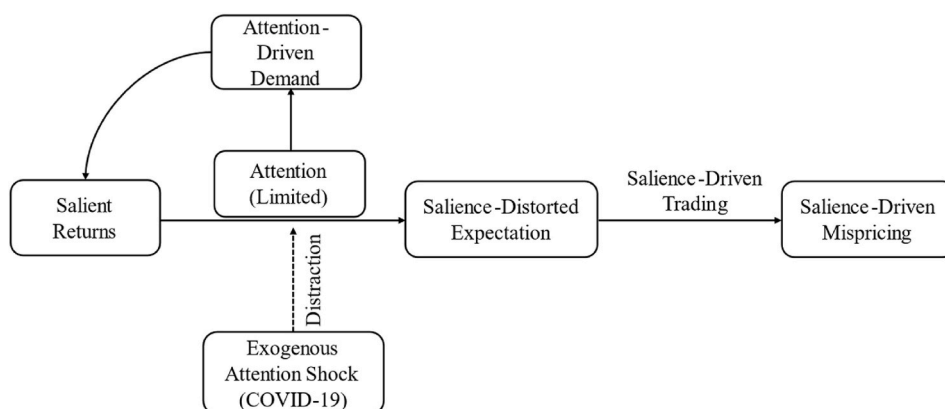 Attention-
Driven
Demand
Attention
(Limited)
Salient
Returns
Salience-Distorted
Expectation
Salience-Driven
Trading
Salience-Driven
Mispricing
Distraction
Exogenous
Attention Shock
(COVID-19)